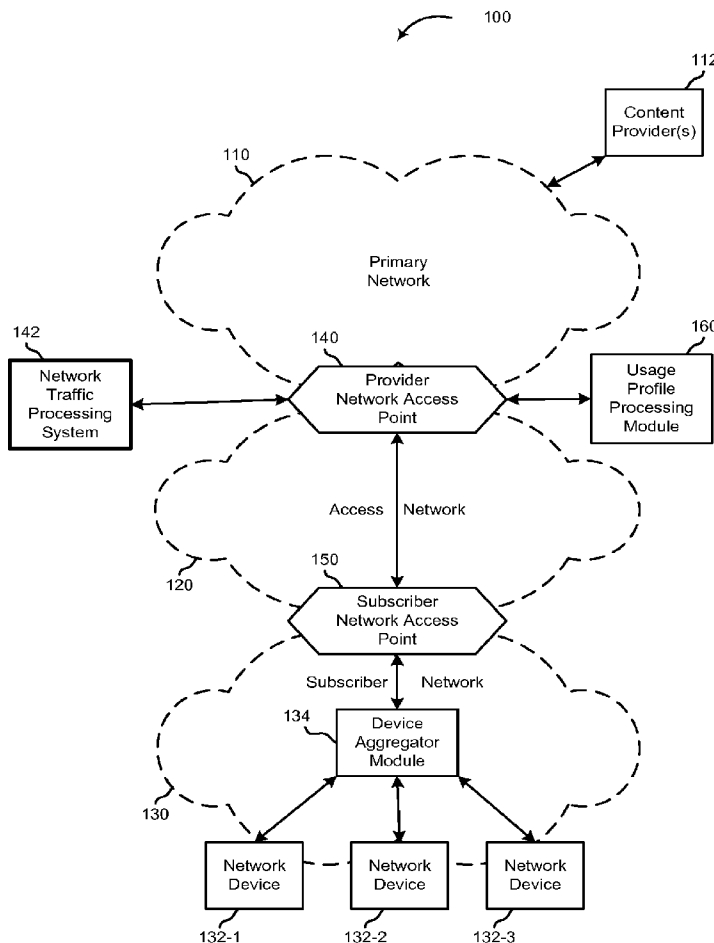 100
112
Content
Provider(s)
110
Primary
Network
142
Network
Traffic
Processing
System
140
Provider
Network Access
Point
160
Usage
Profile
Processing
Module
Access Network
120
150
Subscriber
Network Access
Point
Subscriber Network
134
Device
Aggregator
Module
130
Network
Device
Network
Device
Network
Device
132-1
132-2
132-3